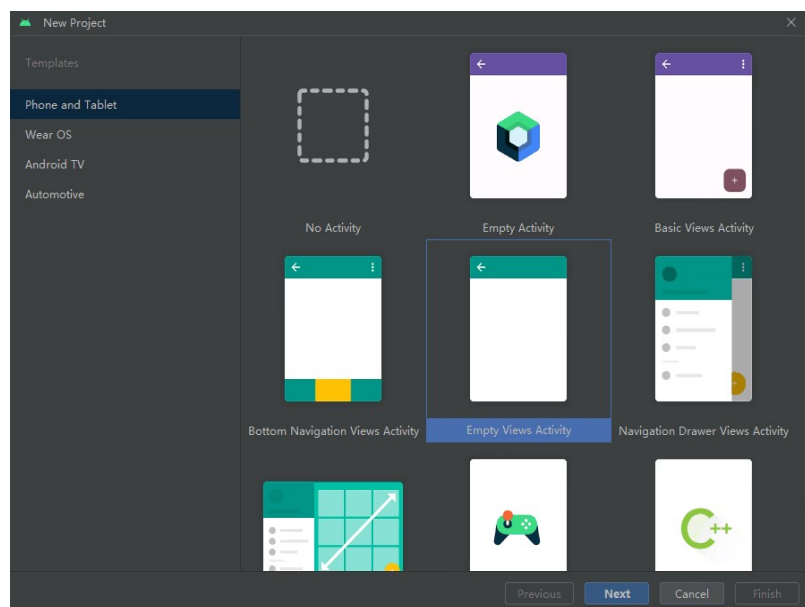 New Project
Templates
Phone and Tablet
Wear OS
Android TV
Automotive
No Activity
Empty Activity
Basic Views Activity
Bottom Navigation Views Activity
Empty Views Activity
Navigation Drawer Views Activity
C++
Previous
Next
Cancel
Finish